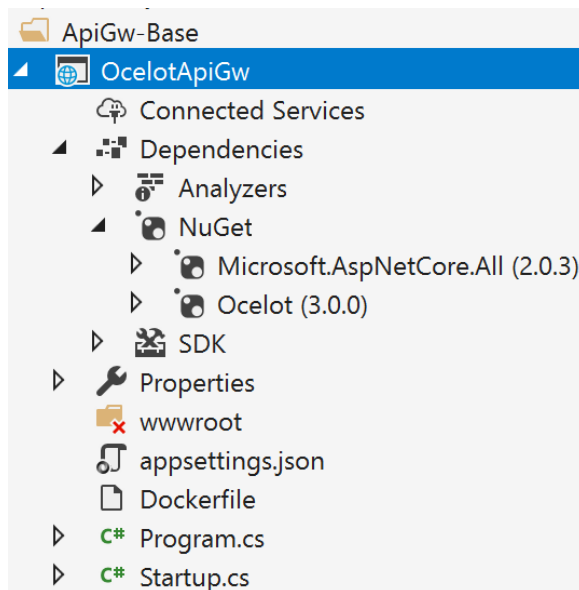 ApiGw-Base
OcelotApiGw
Connected Services
Dependencies
Analyzers
NuGet
Microsoft.AspNetCore.All (2.0.3)
Ocelot (3.0.0)
SDK
Properties
wwwroot
appsettings.json
Dockerfile
C# Program.cs
C# Startup.cs